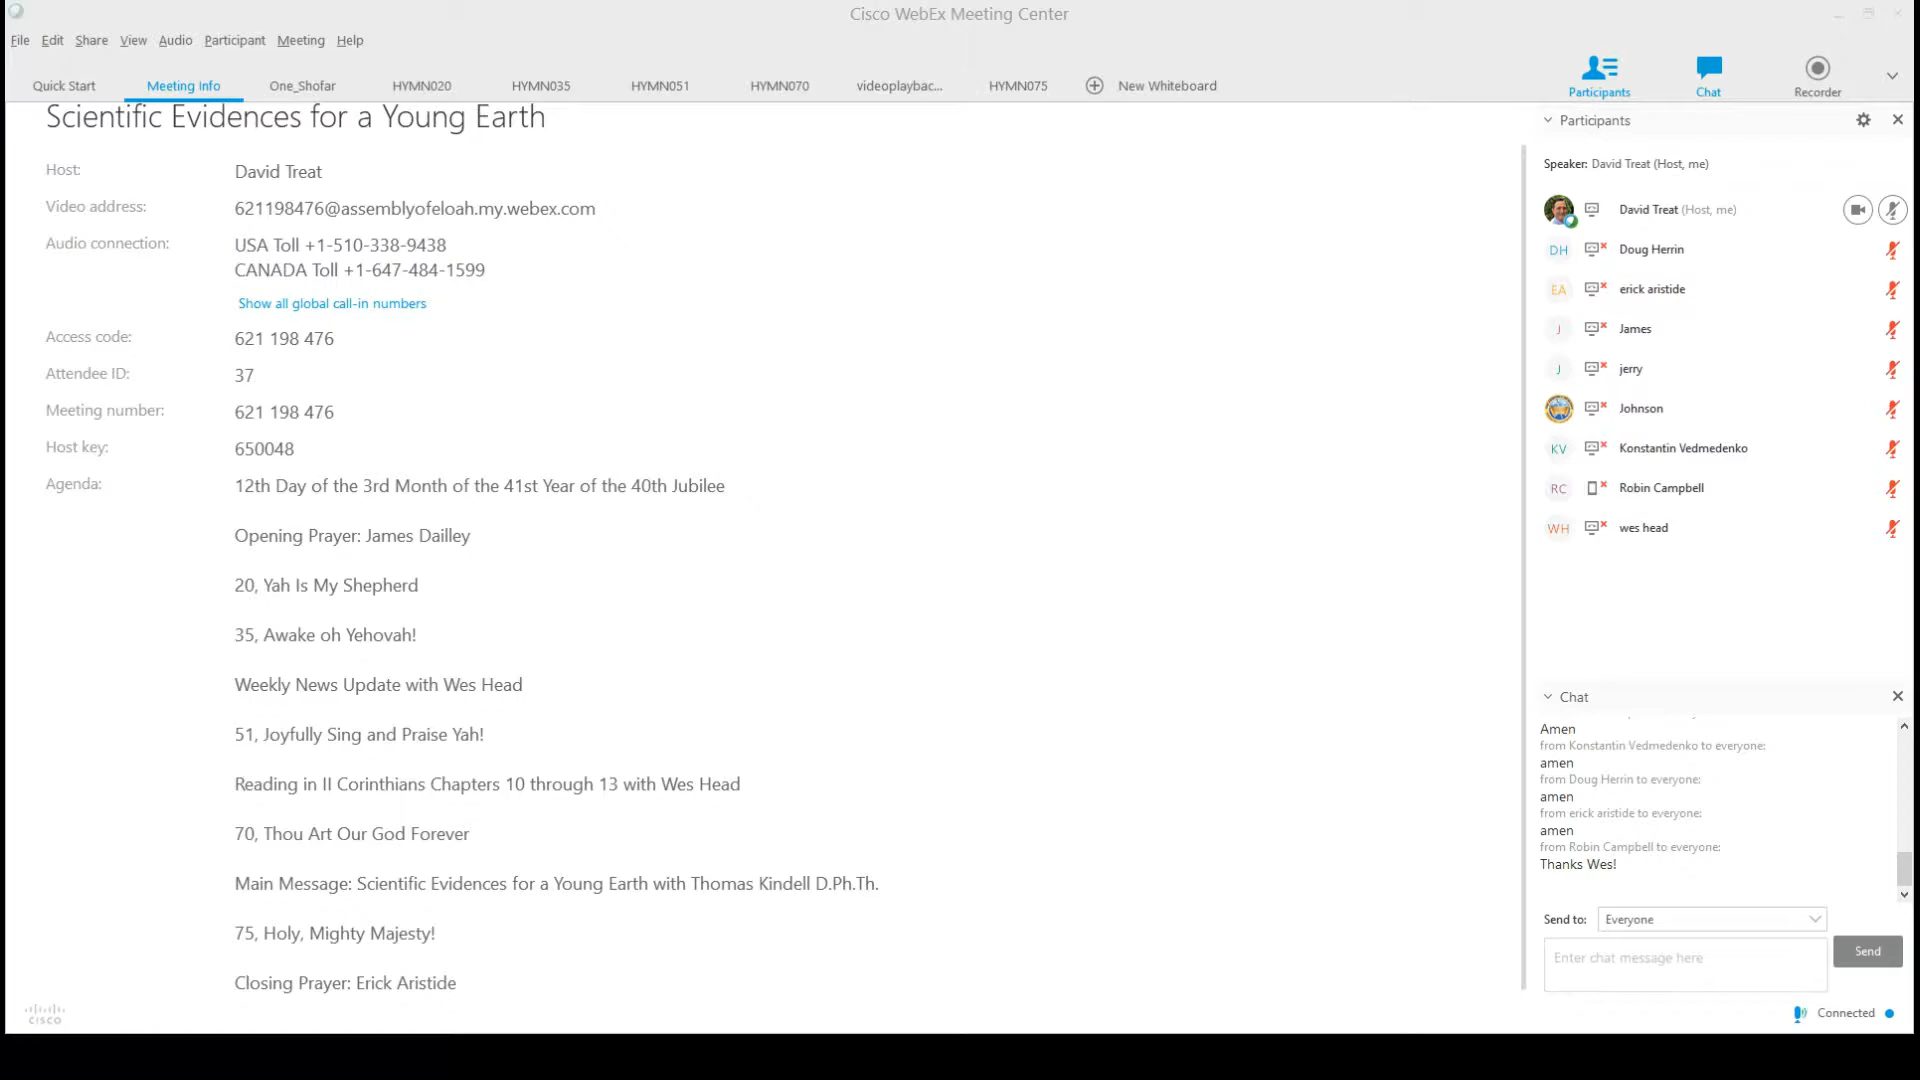 Cisco WebEx Meeting Center
File Edit Share View Audio Participant Meeting Help
Quick Start Meeting Info One_Shofar HYMN020 HYMN035 HYMN051 HYMN070 videoplaybac... HYMN075 New Whiteboard
Participants Chat Recorder
Scientific Evidences for a Young Earth
Host: David Treat
Video address: 621198476@assemblyofeloah.my.webex.com
Audio connection: USA Toll +1-510-338-9438
CANADA Toll +1-647-484-1599
Show all global call-in numbers
Access code: 621 198 476
Attendee ID: 37
Meeting number: 621 198 476
Host key: 650048
Agenda: 12th Day of the 3rd Month of the 41st Year of the 40th Jubilee
Opening Prayer: James Dailley
20, Yah Is My Shepherd
35, Awake oh Yehovah!
Weekly News Update with Wes Head
51, Joyfully Sing and Praise Yah!
Reading in II Corinthians Chapters 10 through 13 with Wes Head
70, Thou Art Our God Forever
Main Message: Scientific Evidences for a Young Earth with Thomas Kindell D.Ph.Th.
75, Holy, Mighty Majesty!
Closing Prayer: Erick Aristide
CISCO
Participants
Speaker: David Treat (Host, me)
David Treat (Host, me)
DH Doug Herrin
EA erick aristide
J James
J jerry
Johnson
KV Konstantin Vedmedenko
RC Robin Campbell
WH wes head
Chat
Amen
from Konstantin Vedmedenko to everyone:
amen
from Doug Herrin to everyone:
amen
from erick aristide to everyone:
amen
from Robin Campbell to everyone:
Thanks Wes!
Send to: Everyone
Enter chat message here
Send
Connected